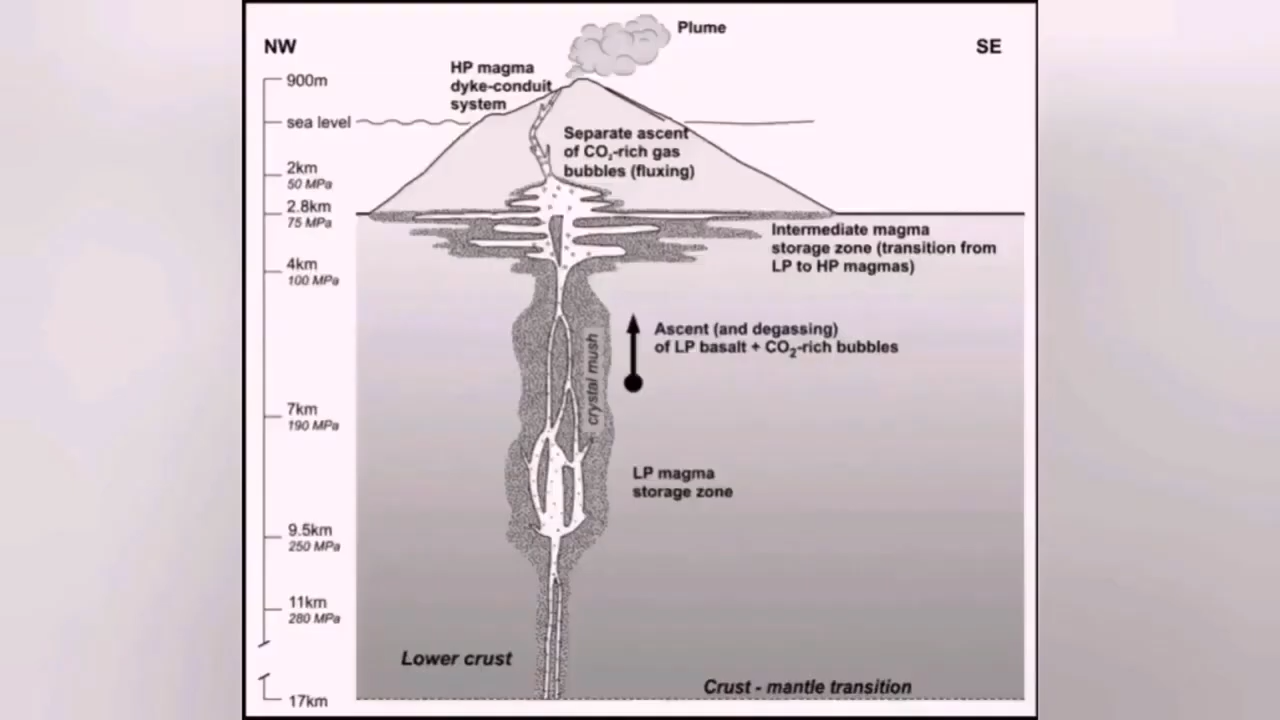 NW
SE
Plume
900m
HP magma
dyke-conduit
system
sea level
Separate ascent
of CO₂-rich gas
bubbles (fluxing)
2km
50 MPa
2.8km
75 MPa
Intermediate magma
storage zone (transition from
LP to HP magmas)
4km
100 MPa
Ascent (and degassing)
of LP basalt + CO₂-rich bubbles
crystal mush
7km
190 MPa
LP magma
storage zone
9.5km
250 MPa
11km
280 MPa
Lower crust
Crust - mantle transition
17km